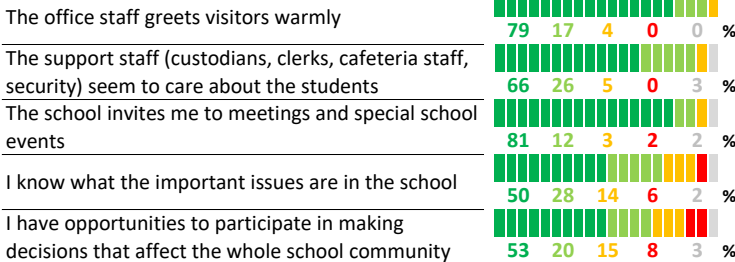 The office staff greets visitors warmly
79 17 4 0 0 %
The support staff (custodians, clerks, cafeteria staff,
security) seem to care about the students
66 26 5 0 3 %
The school invites me to meetings and special school
events
81 12 3 2 2 %
I know what the important issues are in the school
50 28 14 6 2 %
I have opportunities to participate in making
decisions that affect the whole school community
53 20 15 8 3 %